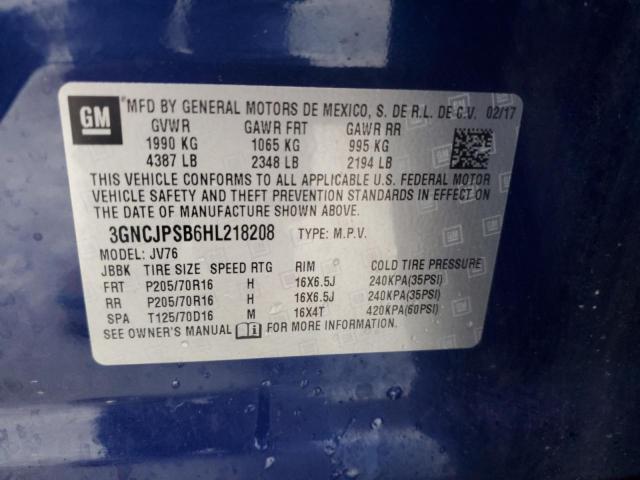 GM
MFD BY GENERAL MOTORS DE MEXICO, S. DE R.L. DE C.V. 02/17
GVWR GAWR FRT GAWR RR
1990 KG 1065 KG 995 KG
4387 LB 2348 LB 2194 LB
THIS VEHICLE CONFORMS TO ALL APPLICABLE U.S. FEDERAL MOTOR
VEHICLE SAFETY AND THEFT PREVENTION STANDARDS IN EFFECT ON
THE DATE OF MANUFACTURE SHOWN ABOVE.
3GNCJPSB6HL218208 TYPE: M.P.V.
MODEL: JV76
JBBK TIRE SIZE SPEED RTG RIM COLD TIRE PRESSURE
FRT P205/70R16 H 16X6.5J 240KPA(35PSI)
RR P205/70R16 H 16X6.5J 240KPA(35PSI)
SPA T125/70D16 M 16X4T 420KPA(60PSI)
SEE OWNER'S MANUAL FOR MORE INFORMATION.